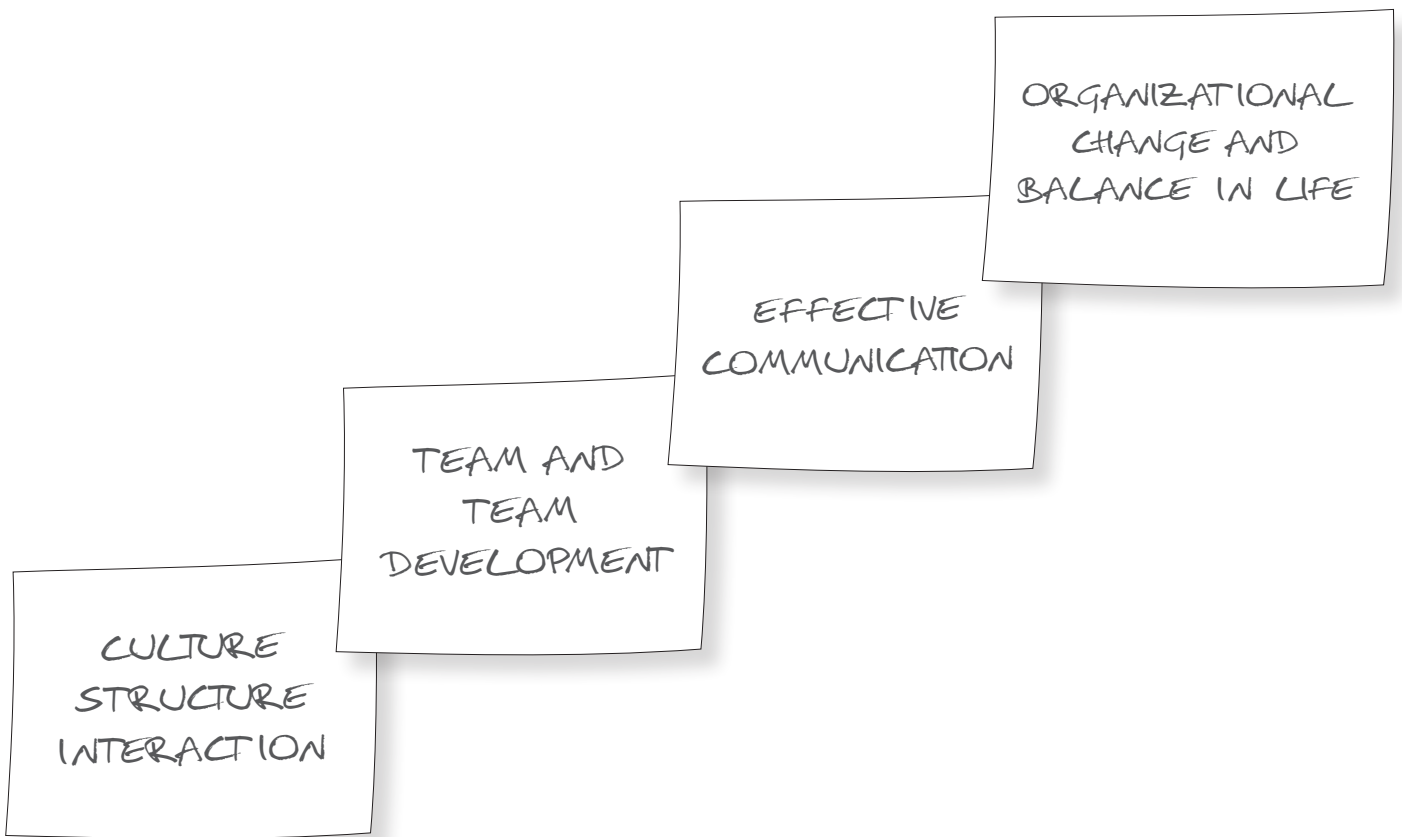 ORGANIZATIONAL
CHANGE AND
BALANCE IN LIFE
EFFECTIVE
COMMUNICATION
TEAM AND
TEAM
DEVELOPMENT
CULTURE
STRUCTURE
INTERACTION